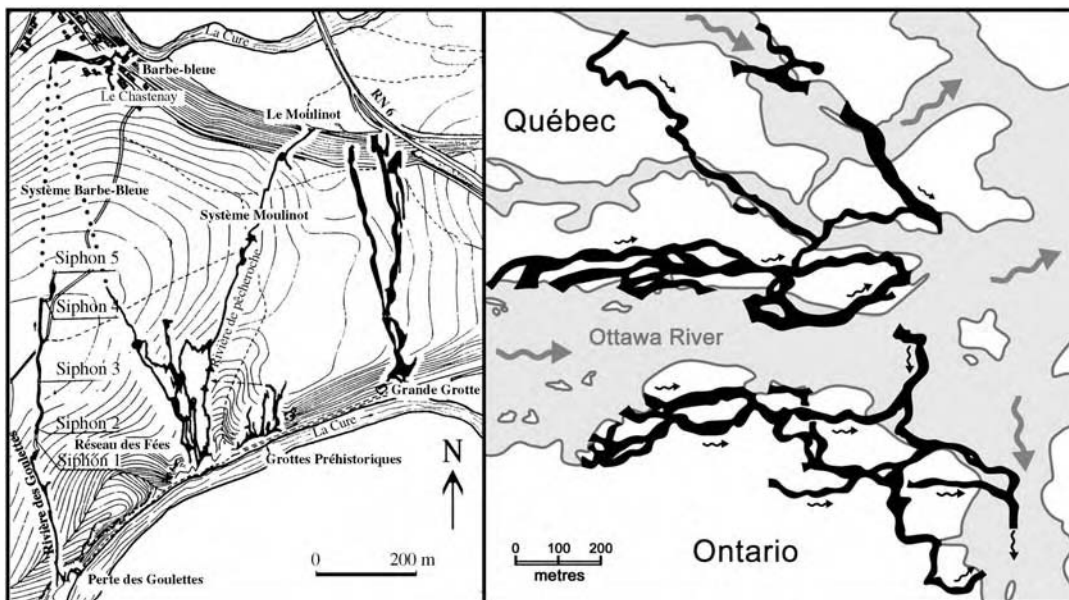 La Cure
Barbe-bleue
Le Chastenay
RN 6
Le Moulinot
Système Barbe-Bleue
Système Moulinot
Siphon 5
Siphon 4
Rivière de pêcheroche
Siphon 3
Grande Grotte
Siphon 2
Réseau des Fées
La Cure
Siphon 1
Grottes Préhistoriques
N
Rivière des Goulettes
0 200 m
Perte des Goulettes
Québec
Ottawa River
0 100 200
metres
Ontario